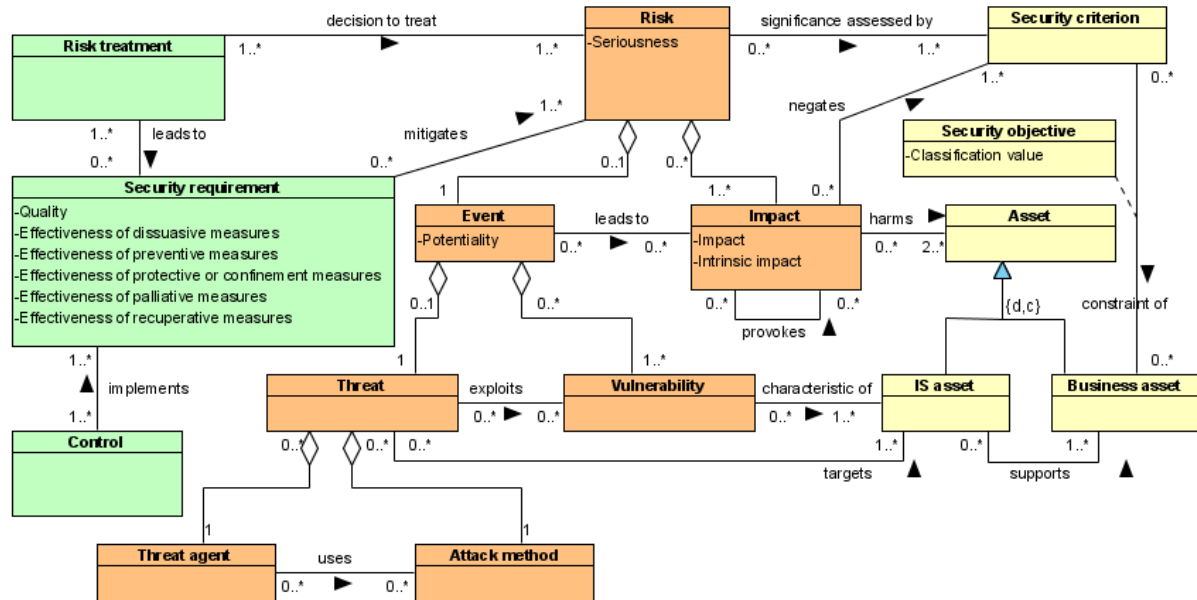 decision to treat
Risk
significance assessed by
Security criterion
Risk treatment
-Seriousness
1..*
1..*
0..*
1..*
1..*
0..*
negates
1..*
mitigates
1..*
leads to
0..*
0..*
Security objective
-Classification value
0..1
0..*
Security requirement
-Quality
-Effectiveness of dissuasive measures
-Effectiveness of preventive measures
-Effectiveness of protective or confinement measures
-Effectiveness of palliative measures
-Effectiveness of recuperative measures
1
1..*
0..*
Event
-Potentiality
leads to
0..*
0..*
Impact
-Impact
-Intrinsic impact
harms
0..*
2..*
Asset
0..1
0..*
0..*
0..*
provokes
{d,c}
constraint of
1..*
implements
1..*
1
1..*
0..*
Threat
exploits
0..*
0..*
Vulnerability
characteristic of
0..*
1..*
IS asset
Business asset
Control
0..*
0..*
0..*
1..*
0..*
1..*
targets
supports
1
1
Threat agent
uses
0..*
0..*
Attack method